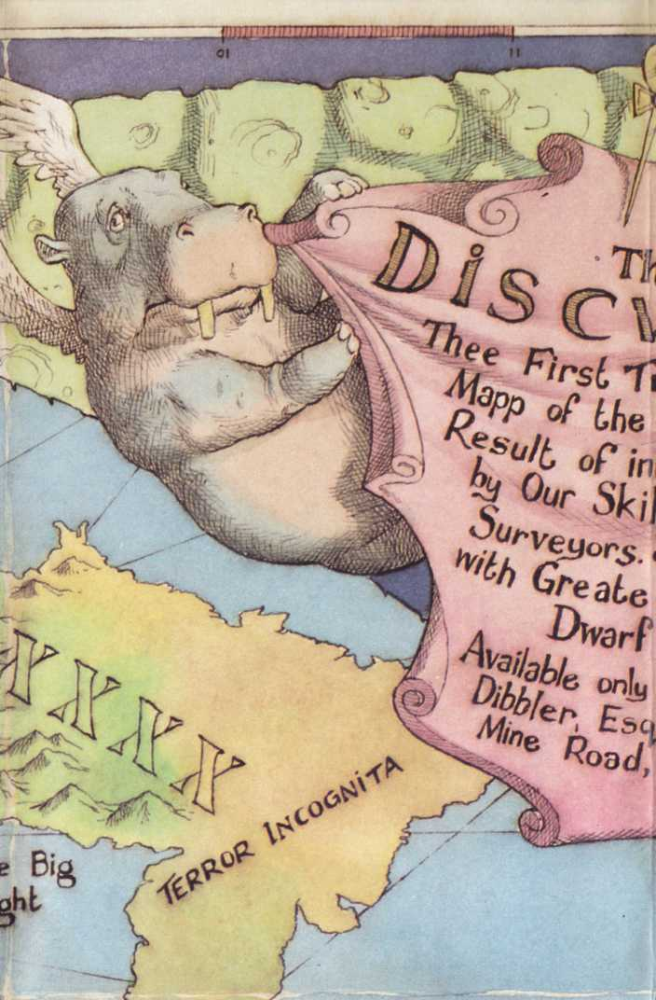 01
11
Th
DiSC
Thee First T
Mapp of the
Result of in
by Our Skil
Surveyors.
with Greate
Dwarf
Available only
Dibbler, Esq
Mine Road,
XXXX
TERROR INCOGNITA
e Big
ght